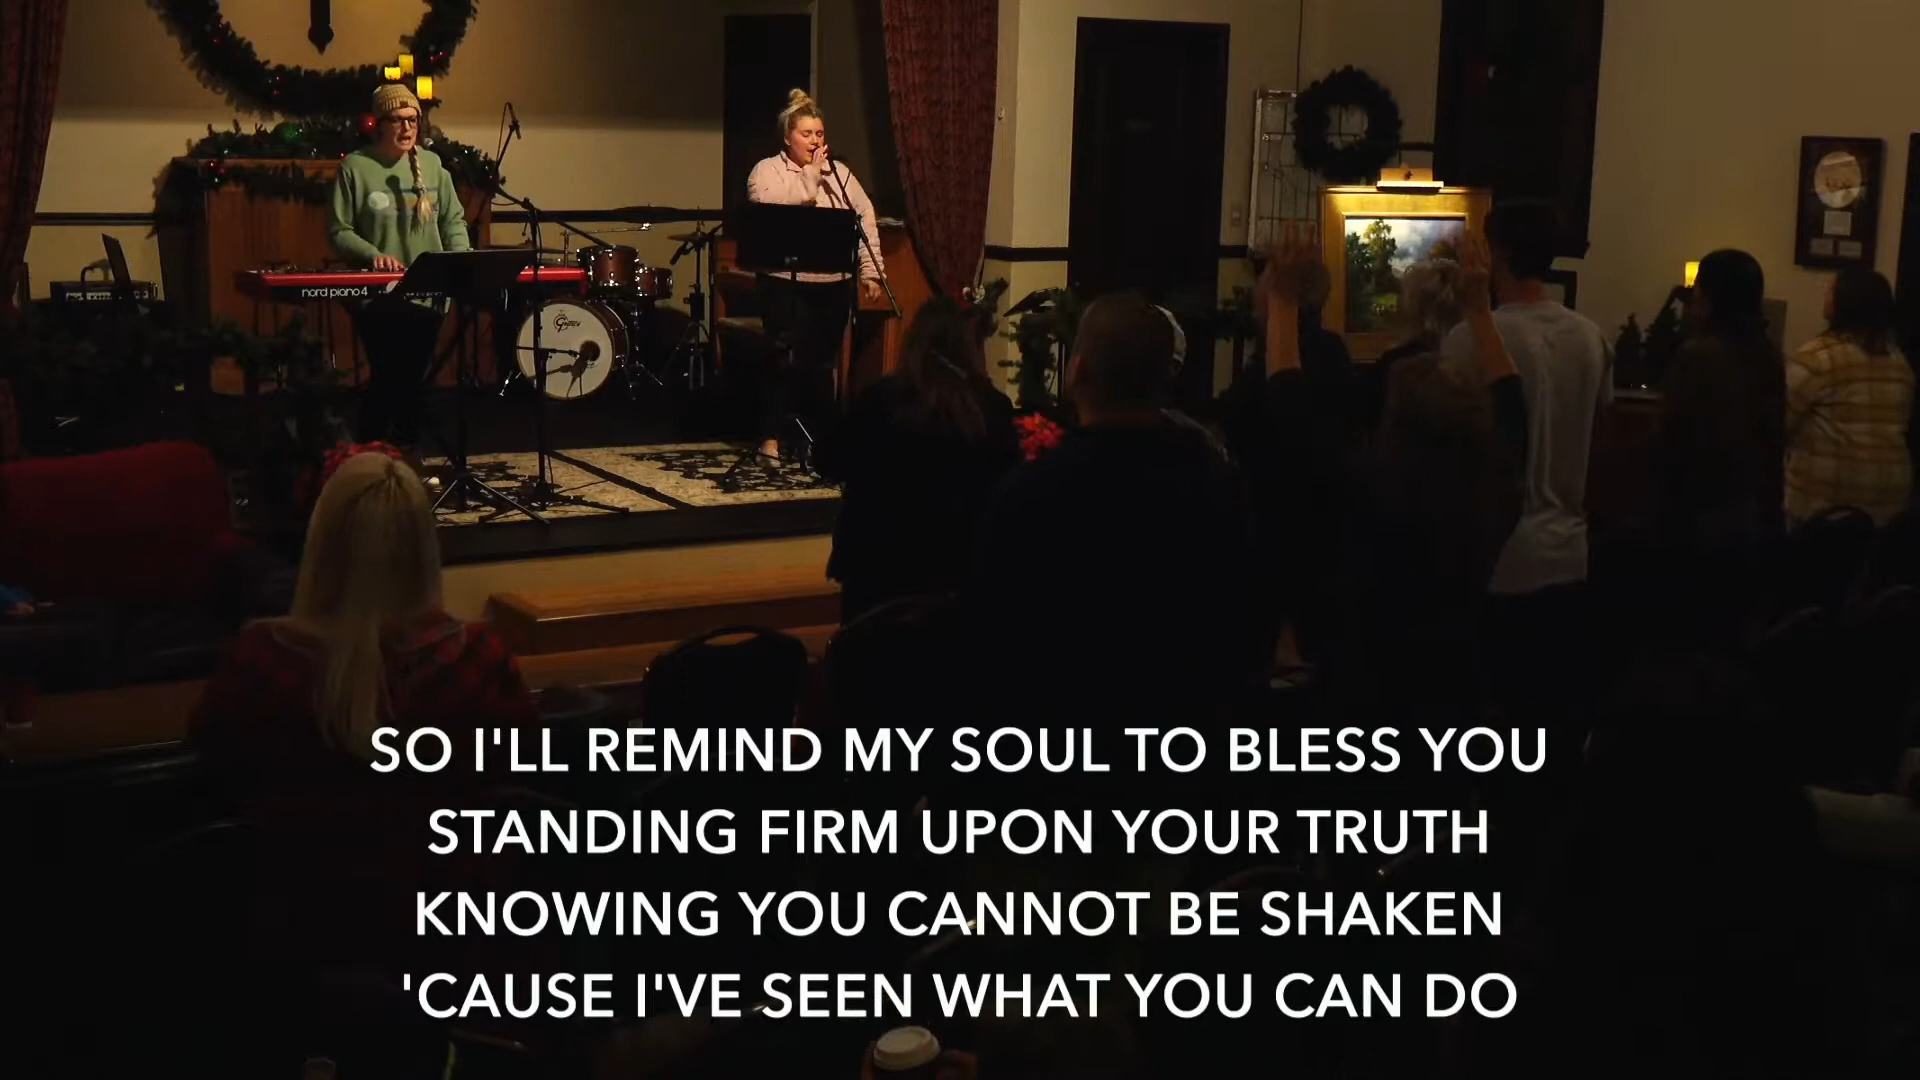 nord piano 4
Gretsch
SO I'LL REMIND MY SOUL TO BLESS YOU
STANDING FIRM UPON YOUR TRUTH
KNOWING YOU CANNOT BE SHAKEN
'CAUSE I'VE SEEN WHAT YOU CAN DO